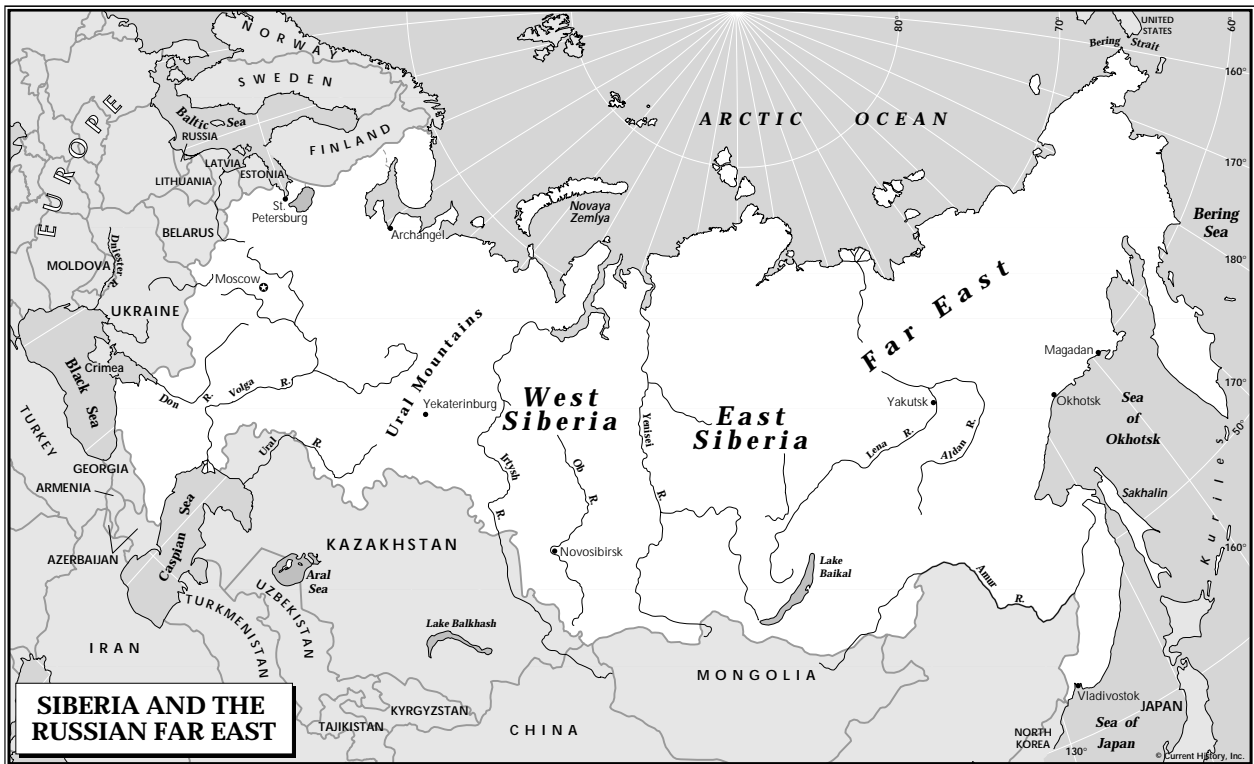 UNITED
STATES
Bering Strait
80°
70°
60°
160°
NORWAY
SWEDEN
FINLAND
Baltic Sea
RUSSIA
LATVIA
ESTONIA
LITHUANIA
EUROPE
ARCTIC OCEAN
170°
Novaya
Zemlya
St.
Petersburg
Archangel
BELARUS
Bering
Sea
MOLDOVA
Dniester R.
Moscow
180°
UKRAINE
Ural Mountains
Far East
Black Sea
Crimea
Magadan
Don R.
Volga R.
Yekaterinburg
West
Siberia
East
Siberia
Yakutsk
Okhotsk
170°
Sea
of
Okhotsk
50°
TURKEY
Ural R.
Irtysh R.
Ob R.
Yenisei R.
Lena R.
Aldan R.
GEORGIA
ARMENIA
Sakhalin
Kuriles
AZERBAIJAN
Caspian Sea
KAZAKHSTAN
Novosibirsk
160°
Aral
Sea
Lake
Baikal
Amur R.
UZBEKISTAN
TURKMENISTAN
Lake Balkhash
IRAN
MONGOLIA
SIBERIA AND THE
RUSSIAN FAR EAST
KYRGYZSTAN
TAJIKISTAN
CHINA
Vladivostok
JAPAN
NORTH
KOREA
Sea of
Japan
130°
© Current History, Inc.